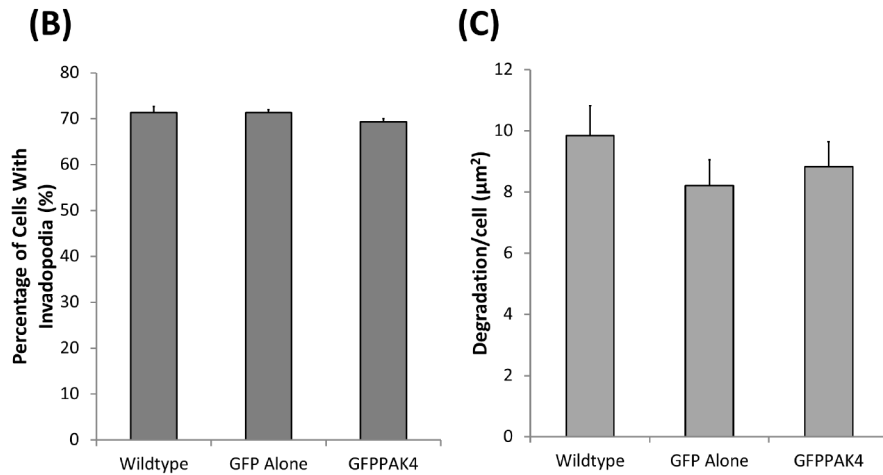 (B)
Percentage of Cells With
Invadopodia (%)
80
70
60
50
40
30
20
10
0
Wildtype
GFP Alone
GFPPAK4
(C)
Degradation/cell (µm²)
12
10
8
6
4
2
0
Wildtype
GFP Alone
GFPPAK4